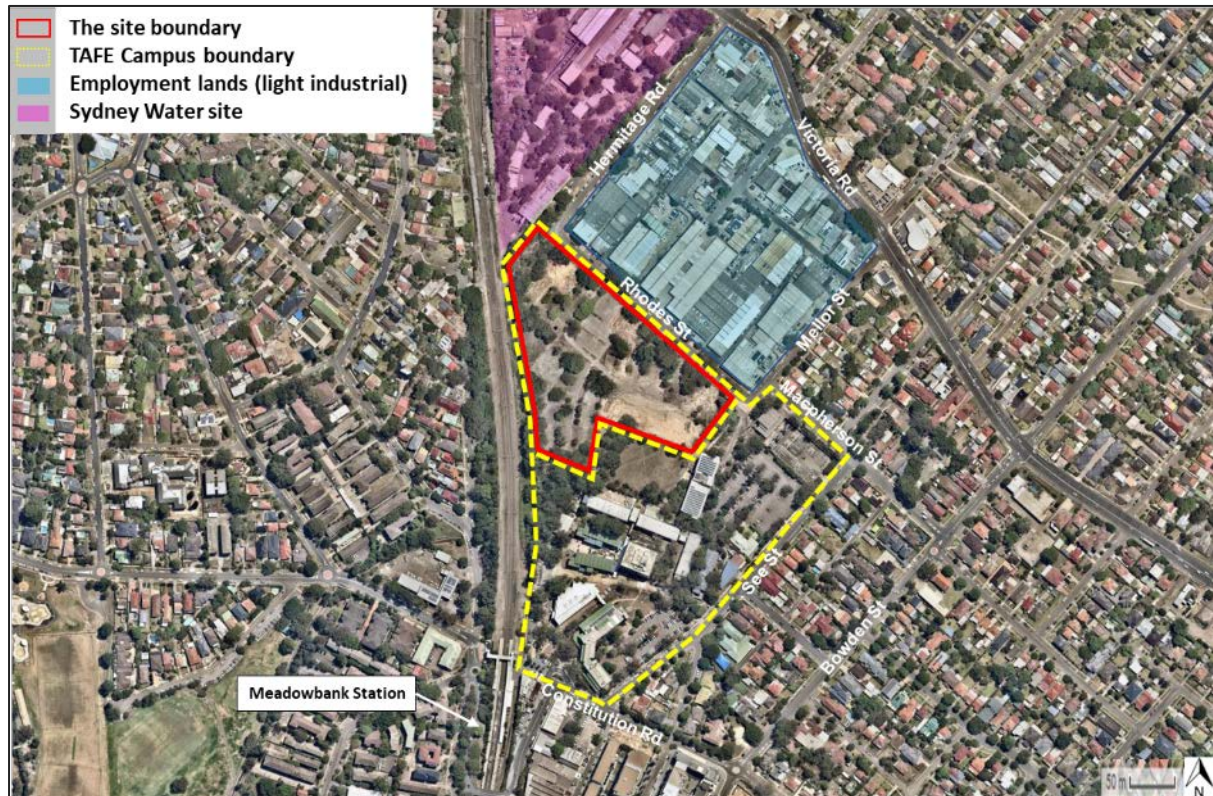 The site boundary
TAFE Campus boundary
Employment lands (light industrial)
Sydney Water site
Hermitage Rd
Victoria Rd
Rhodes St
Mellor St
Macpherson St
See St
Bowden St
Constitution Rd
Meadowbank Station
50 m
N